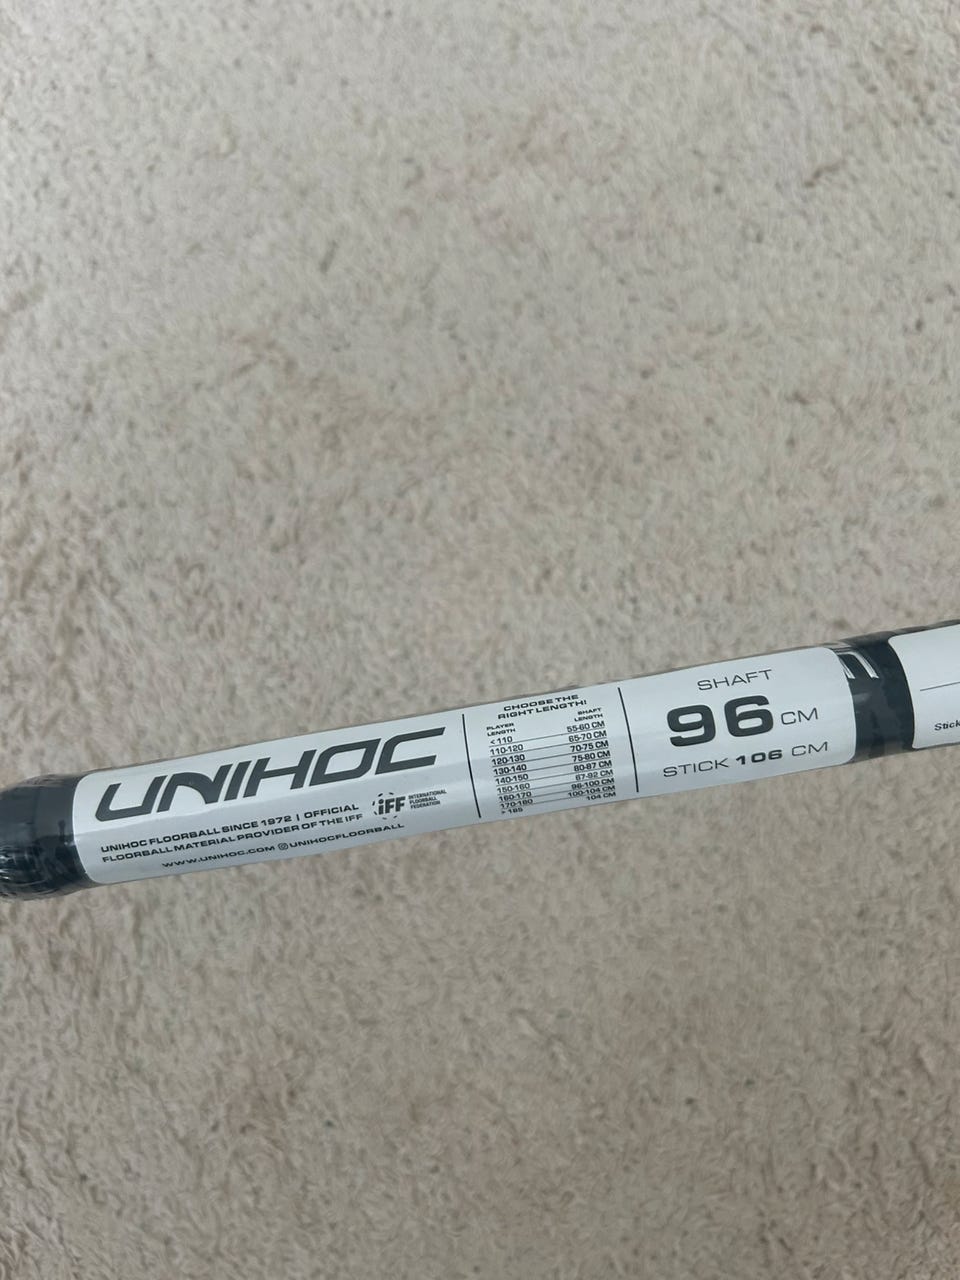 UNIHOC
UNIHOC FLOORBALL SINCE 1972 | OFFICIAL
FLOORBALL MATERIAL PROVIDER OF THE IFF
iFF INTERNATIONAL
FLOORBALL
FEDERATION
WWW.UNIHOC.COM @UNIHOCFLOORBALL
CHOOSE THE
RIGHT LENGTH!
PLAYER LENGTH SHAFT LENGTH
< 110 55-60 CM
110-120 65-70 CM
120-130 70-75 CM
130-140 75-80 CM
140-150 80-87 CM
150-160 87-92 CM
160-170 96-100 CM
170-180 100-104 CM
> 185 104 CM
SHAFT
96 CM
STICK 106 CM
Stick